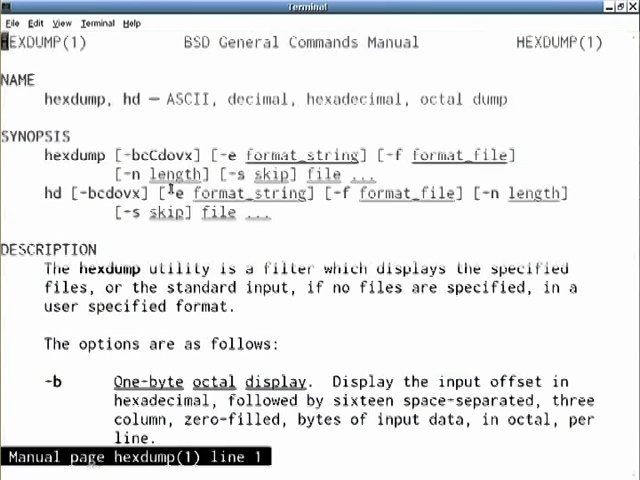 Terminal
File Edit View Terminal Help
HEXDUMP(1) BSD General Commands Manual HEXDUMP(1)
NAME
hexdump, hd — ASCII, decimal, hexadecimal, octal dump
SYNOPSIS
hexdump [-bcCdovx] [-e format_string] [-f format_file]
[-n length] [-s skip] file ...
hd [-bcdovx] [-e format_string] [-f format_file] [-n length]
[-s skip] file ...
DESCRIPTION
The hexdump utility is a filter which displays the specified
files, or the standard input, if no files are specified, in a
user specified format.
The options are as follows:
-b One-byte octal display. Display the input offset in
hexadecimal, followed by sixteen space-separated, three
column, zero-filled, bytes of input data, in octal, per
line.
Manual page hexdump(1) line 1